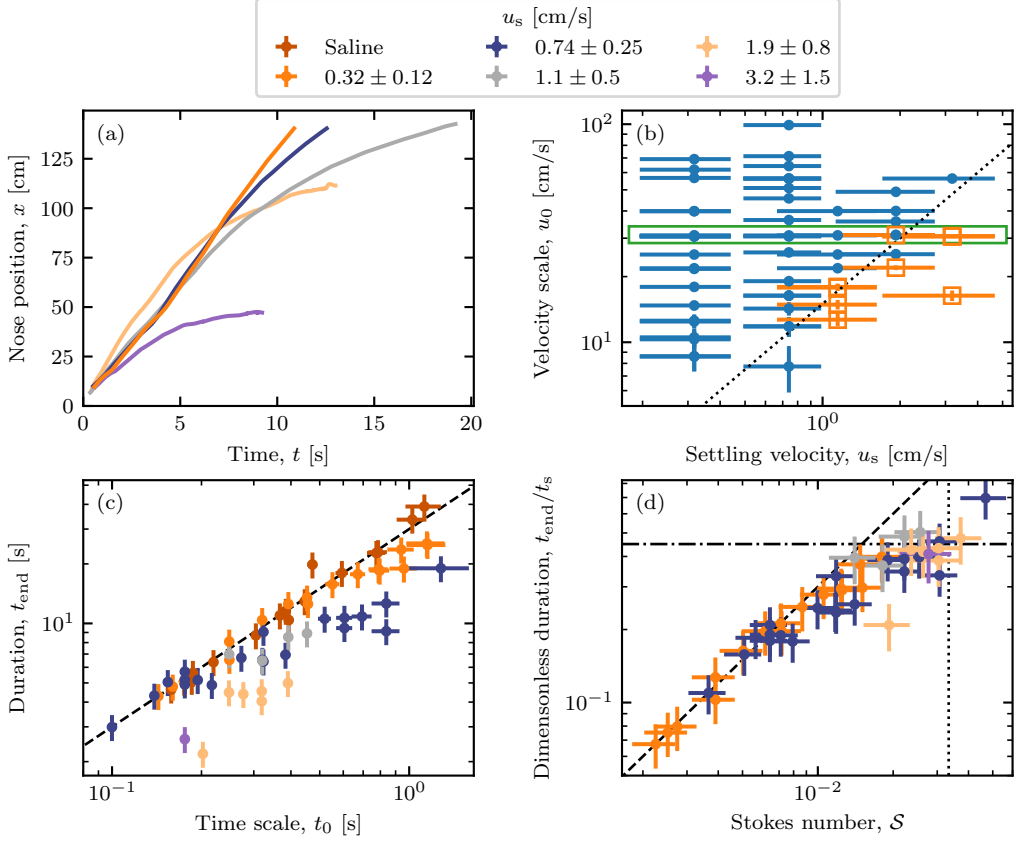 u_s [cm/s]
Saline 0.74 ± 0.25 1.9 ± 0.8
0.32 ± 0.12 1.1 ± 0.5 3.2 ± 1.5
(a)
Nose position, x [cm]
0
25
50
75
100
125
0 5 10 15 20
Time, t [s]
(b)
Velocity scale, u_0 [cm/s]
10^2
10^1
10^0
Settling velocity, u_s [cm/s]
(c)
Duration, t_end [s]
10^1
10^-1 10^0
Time scale, t_0 [s]
(d)
Dimensonless duration, t_end/t_s
10^-1
10^-2
Stokes number, 𝒮